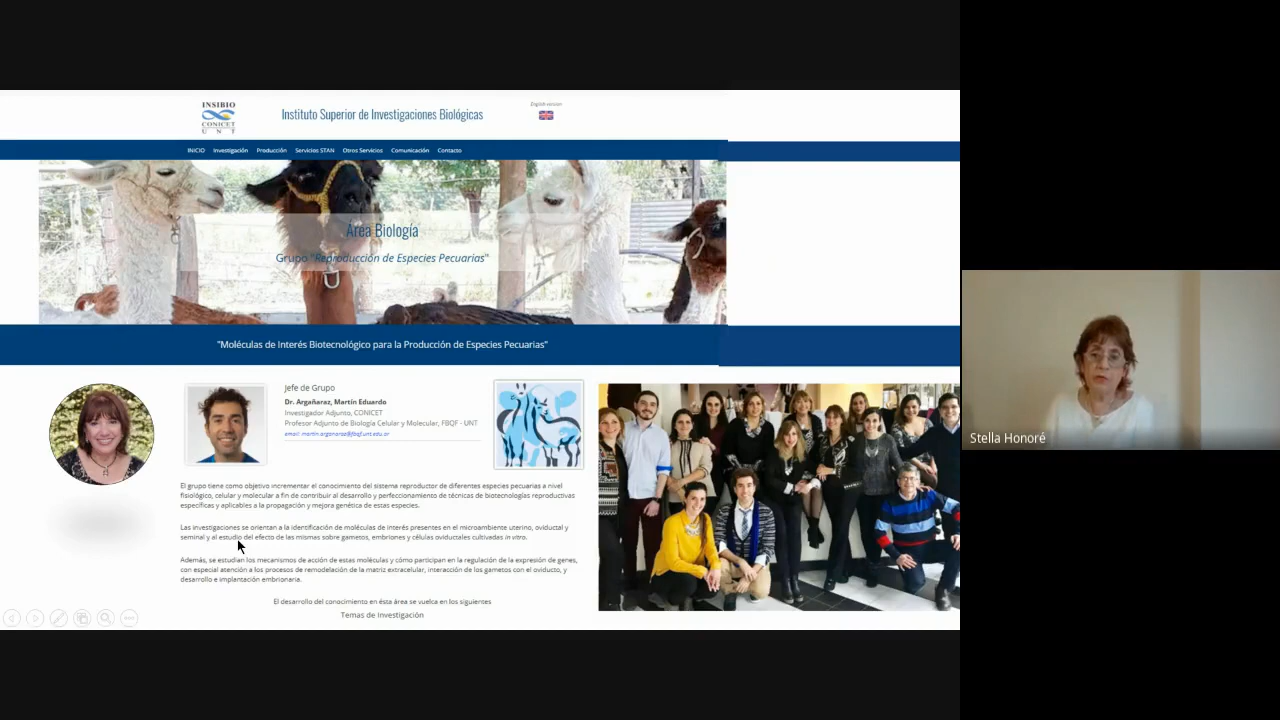 INSIBIO
CONICET
U N T
Instituto Superior de Investigaciones Biológicas
English version
INICIO Investigación Producción Servicios STAN Otros Servicios Comunicación Contacto
Área Biología
Grupo "Reproducción de Especies Pecuarias"
"Moléculas de Interés Biotecnológico para la Producción de Especies Pecuarias"
Jefe de Grupo
Dr. Argañaraz, Martín Eduardo
Investigador Adjunto, CONICET
Profesor Adjunto de Biología Celular y Molecular, FBQF - UNT
email: martin.arganaraz@fbqf.unt.edu.ar
El grupo tiene como objetivo incrementar el conocimiento del sistema reproductor de diferentes especies pecuarias a nivel
fisiológico, celular y molecular a fin de contribuir al desarrollo y perfeccionamiento de técnicas de biotecnologías reproductivas
específicas y aplicables a la propagación y mejora genética de estas especies.
Las investigaciones se orientan a la identificación de moléculas de interés presentes en el microambiente uterino, oviductal y
seminal y al estudio del efecto de las mismas sobre gametos, embriones y células oviductales cultivadas in vitro.
Además, se estudian los mecanismos de acción de estas moléculas y cómo participan en la regulación de la expresión de genes,
con especial atención a los procesos de remodelación de la matriz extracelular, interacción de los gametos con el oviducto, y
desarrollo e implantación embrionaria.
El desarrollo del conocimiento en ésta área se vuelca en los siguientes
Temas de Investigación
Stella Honoré